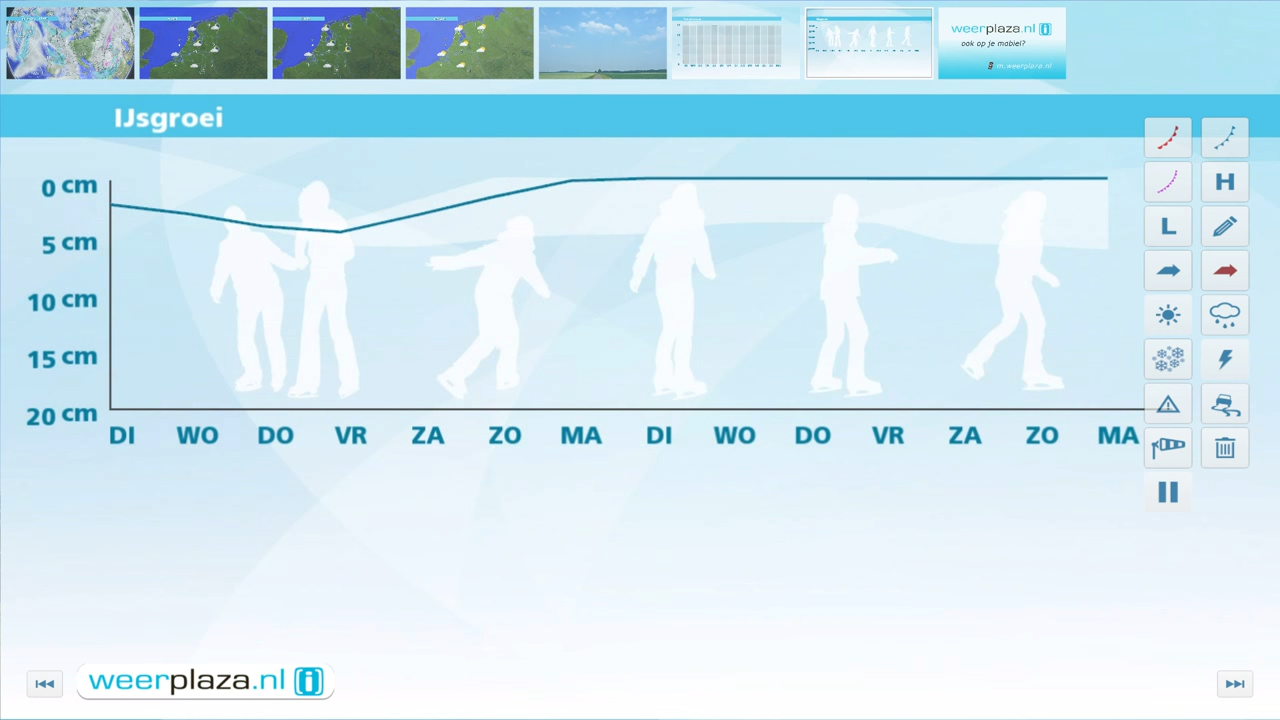 weerplaza.nl i
ook op je mobiel?
m.weerplaza.nl
IJsgroei
0 cm
5 cm
10 cm
15 cm
20 cm
DI WO DO VR ZA ZO MA DI WO DO VR ZA ZO MA
H
L
weerplaza.nl i